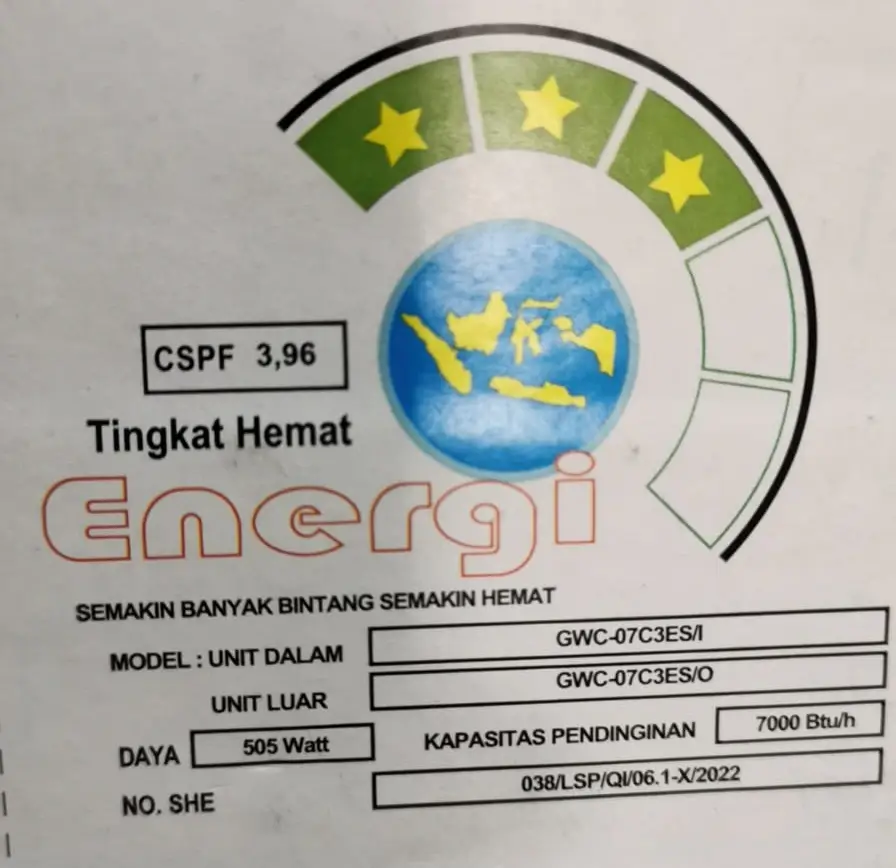 CSPF 3,96
Tingkat Hemat
Energi
SEMAKIN BANYAK BINTANG SEMAKIN HEMAT
MODEL : UNIT DALAM GWC-07C3ES/I
UNIT LUAR GWC-07C3ES/O
DAYA 505 Watt KAPASITAS PENDINGINAN 7000 Btu/h
NO. SHE 038/LSP/QI/06.1-X/2022